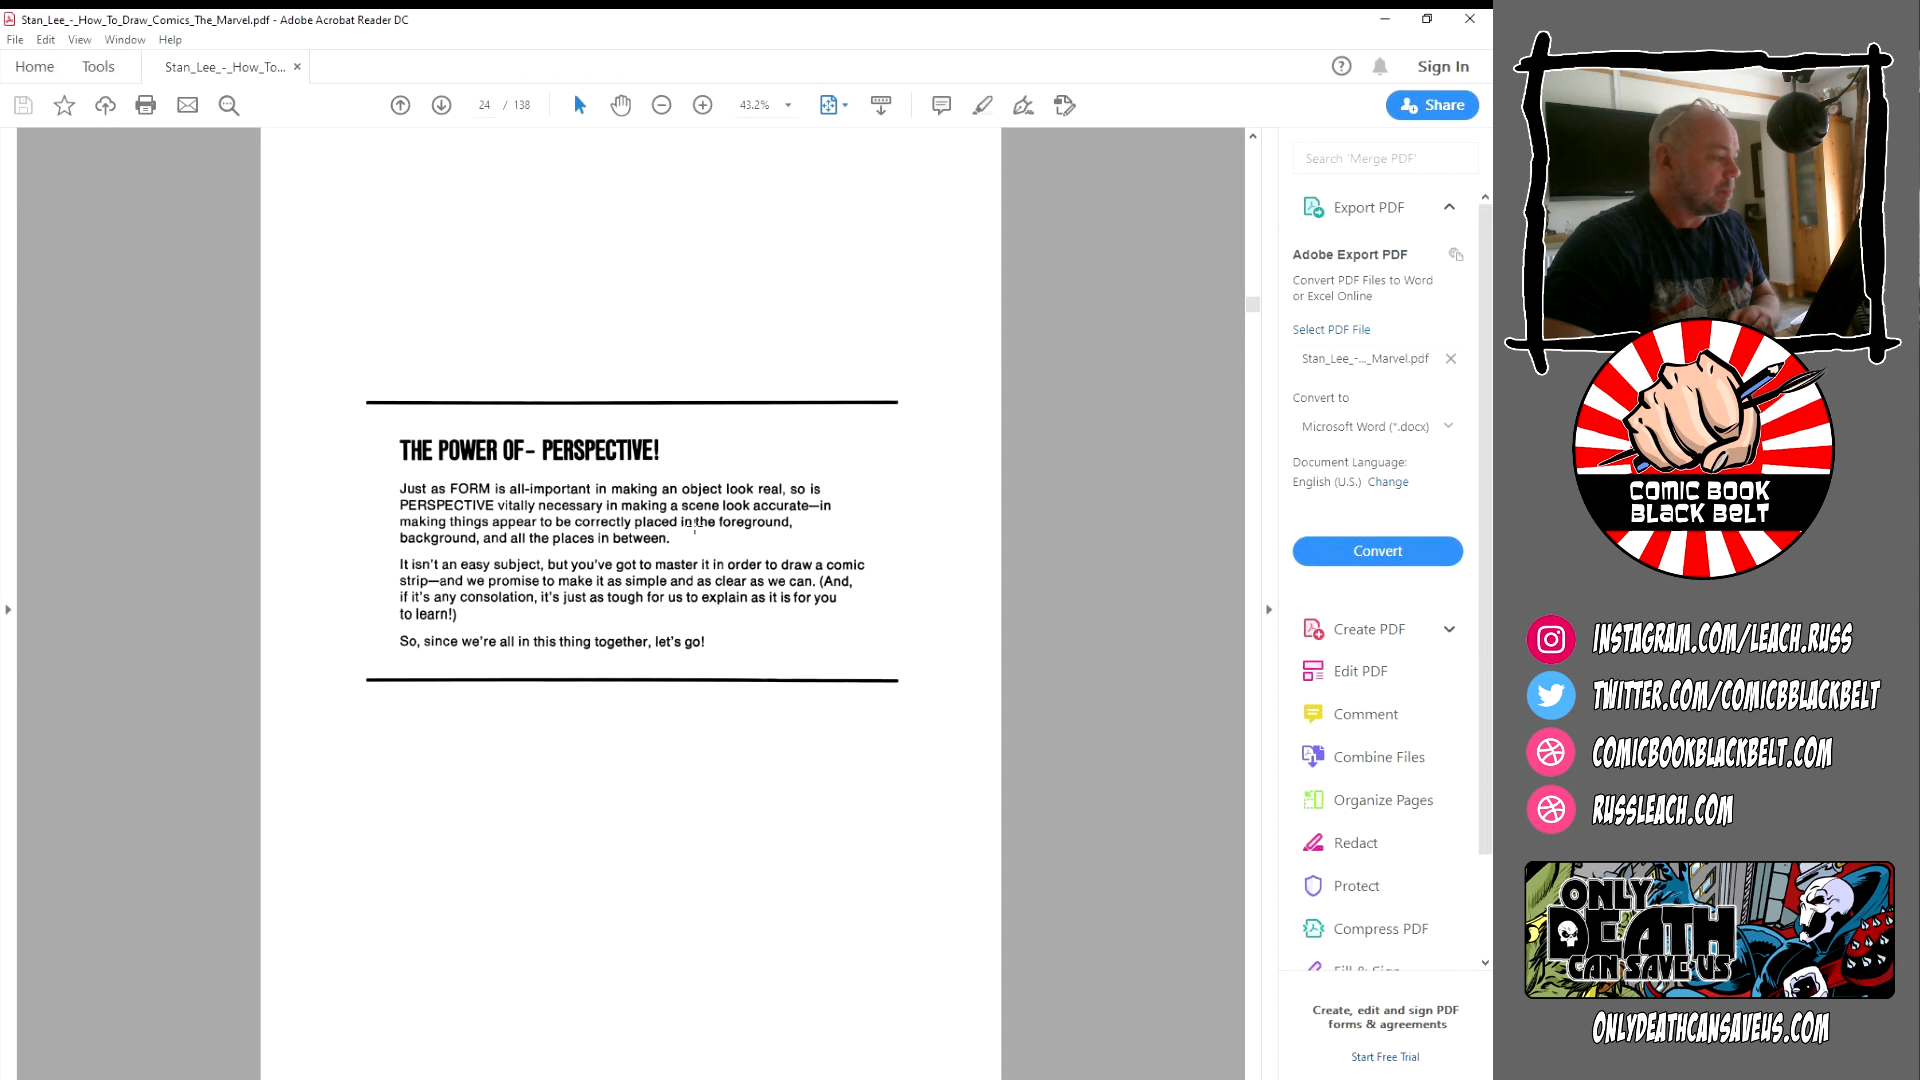 Stan_Lee_-_How_To_Draw_Comics_The_Marvel.pdf - Adobe Acrobat Reader DC
File Edit View Window Help
Home Tools Stan_Lee_-_How_To... × Sign In
24 / 138 43.2% Share
THE POWER OF- PERSPECTIVE!
Just as FORM is all-important in making an object look real, so is
PERSPECTIVE vitally necessary in making a scene look accurate—in
making things appear to be correctly placed in the foreground,
background, and all the places in between.
It isn't an easy subject, but you've got to master it in order to draw a comic
strip—and we promise to make it as simple and as clear as we can. (And,
if it's any consolation, it's just as tough for us to explain as it is for you
to learn!)
So, since we're all in this thing together, let's go!
Search 'Merge PDF'
Export PDF
Adobe Export PDF
Convert PDF Files to Word
or Excel Online
Select PDF File
Stan_Lee_-..._Marvel.pdf
Convert to
Microsoft Word (*.docx)
Document Language:
English (U.S.) Change
Convert
Create PDF
Edit PDF
Comment
Combine Files
Organize Pages
Redact
Protect
Compress PDF
Fill & Sign
Create, edit and sign PDF
forms & agreements
Start Free Trial
COMIC BOOK
BLACK BELT
INSTAGRAM.COM/LEACH.RUSS
TWITTER.COM/COMICBBLACKBELT
COMICBOOKBLACKBELT.COM
RUSSLEACH.COM
ONLY
DEATH
CAN SAVE US
ONLYDEATHCANSAVEUS.COM